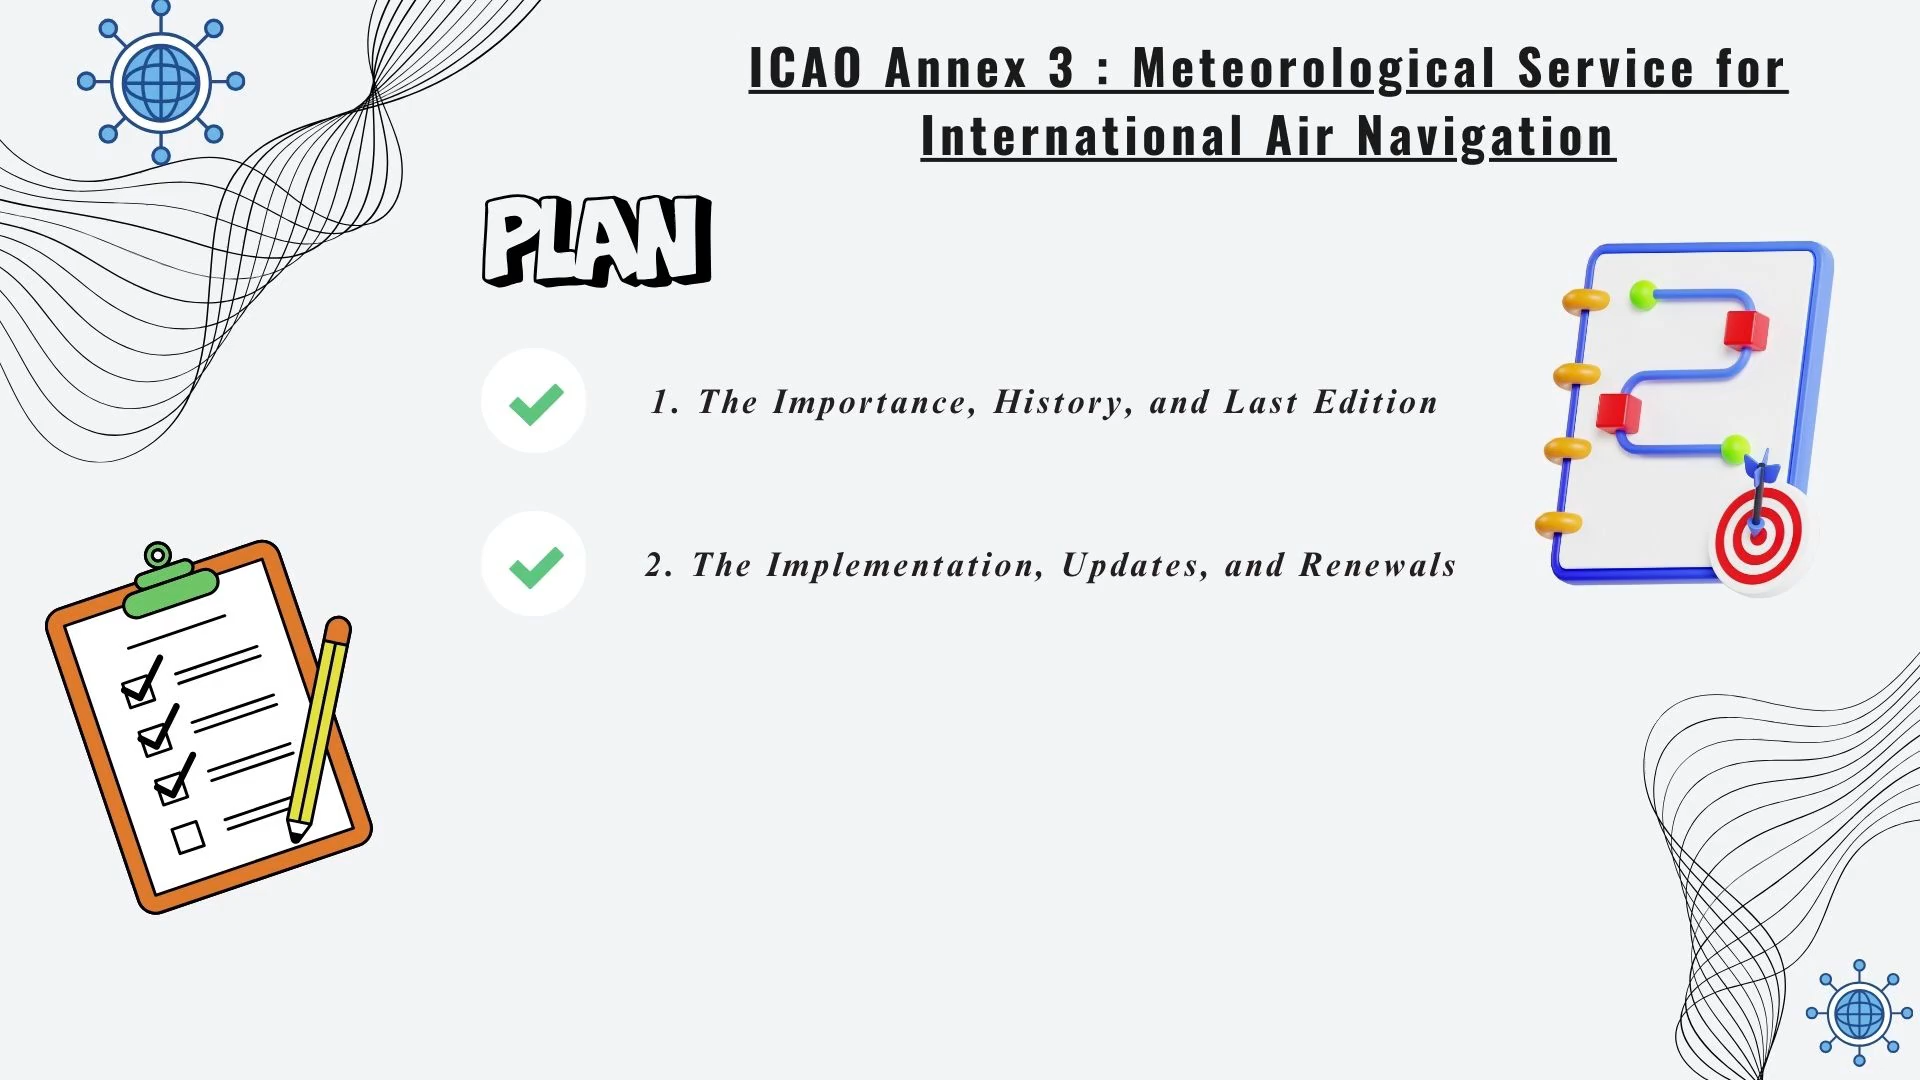 ICAO Annex 3 : Meteorological Service for
International Air Navigation
PLAN
1. The Importance, History, and Last Edition
2. The Implementation, Updates, and Renewals